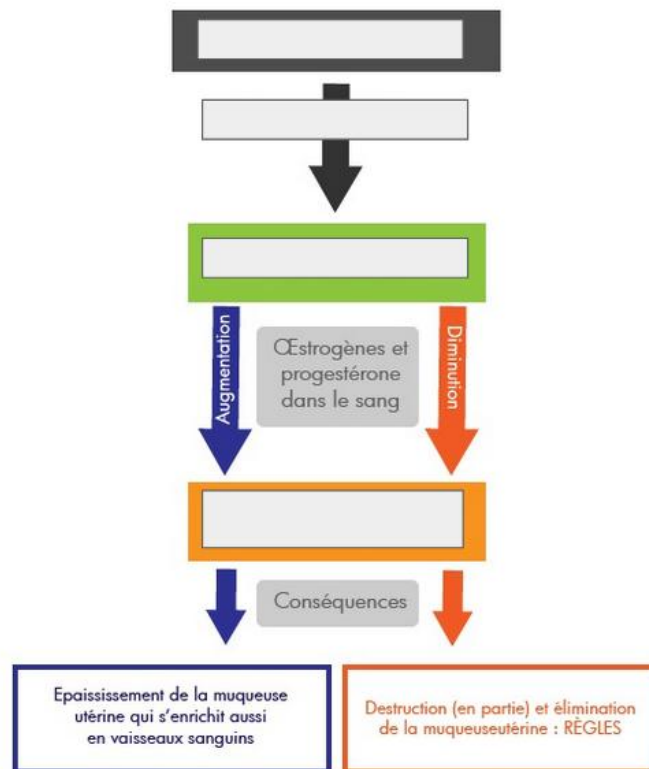 Augmentation
Œstrogènes et
progestérone
dans le sang
Diminution
Conséquences
Epaississement de la muqueuse
utérine qui s'enrichit aussi
en vaisseaux sanguins
Destruction (en partie) et élimination
de la muqueuseutérine : RÈGLES